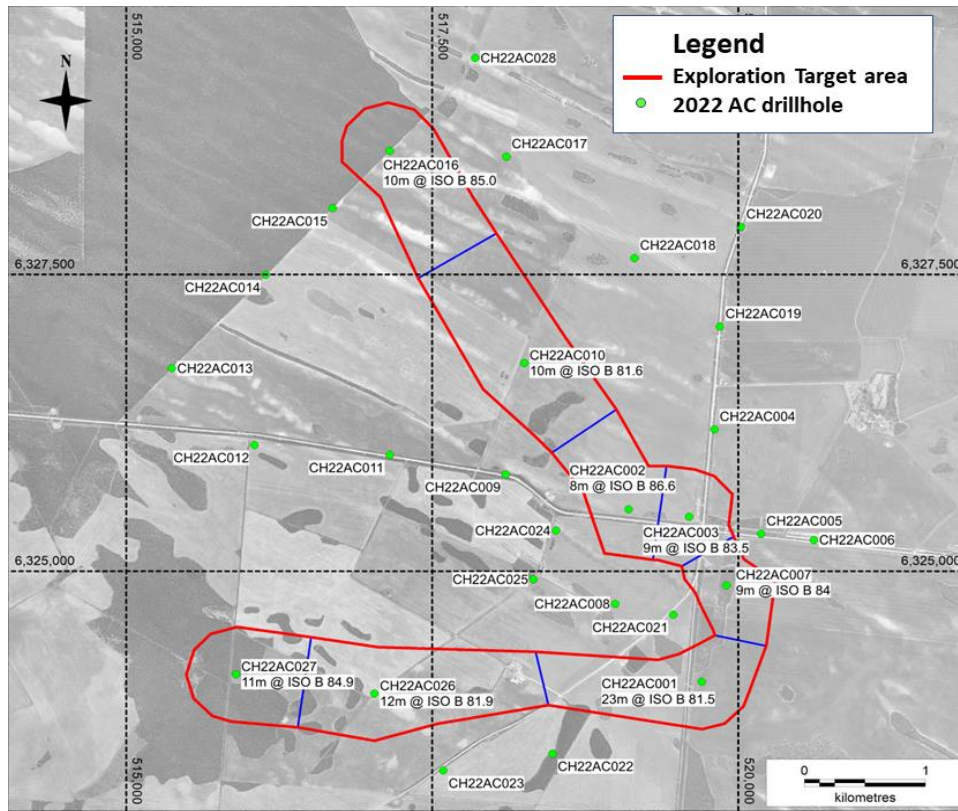 515,000
517,500
Legend
Exploration Target area
2022 AC drillhole
N
CH22AC028
CH22AC016
10m @ ISO B 85.0
CH22AC017
CH22AC015
CH22AC020
CH22AC018
6,327,500
6,327,500
CH22AC014
CH22AC019
CH22AC013
CH22AC010
10m @ ISO B 81.6
CH22AC004
CH22AC012
CH22AC011
CH22AC009
CH22AC002
8m @ ISO B 86.6
CH22AC024
CH22AC003
9m @ ISO B 83.5
CH22AC005
CH22AC006
6,325,000
6,325,000
CH22AC025
CH22AC007
9m @ ISO B 84
CH22AC008
CH22AC021
CH22AC027
11m @ ISO B 84.9
CH22AC026
12m @ ISO B 81.9
CH22AC001
23m @ ISO B 81.5
CH22AC022
CH22AC023
515,000
520,000
0
1
kilometres